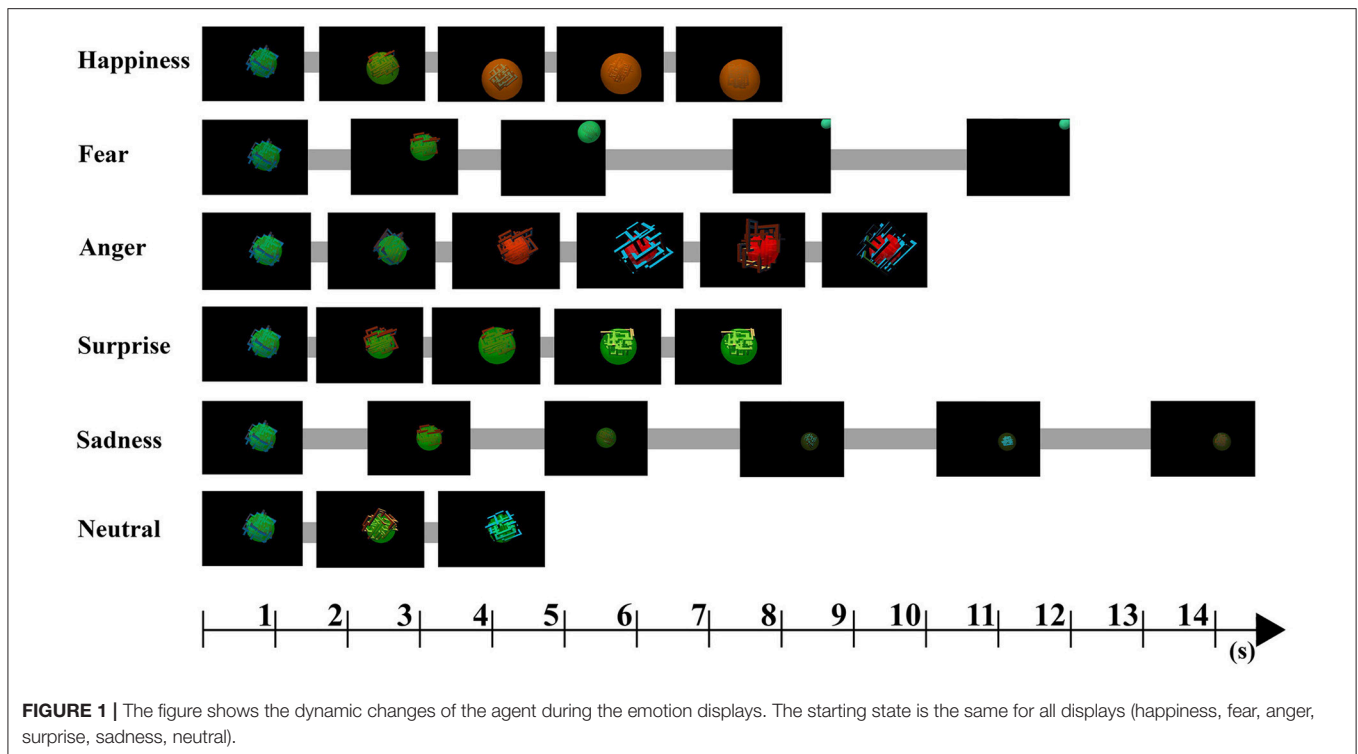 Happiness
Fear
Anger
Surprise
Sadness
Neutral
1 2 3 4 5 6 7 8 9 10 11 12 13 14
(s)
FIGURE 1 | The figure shows the dynamic changes of the agent during the emotion displays. The starting state is the same for all displays (happiness, fear, anger,
surprise, sadness, neutral).